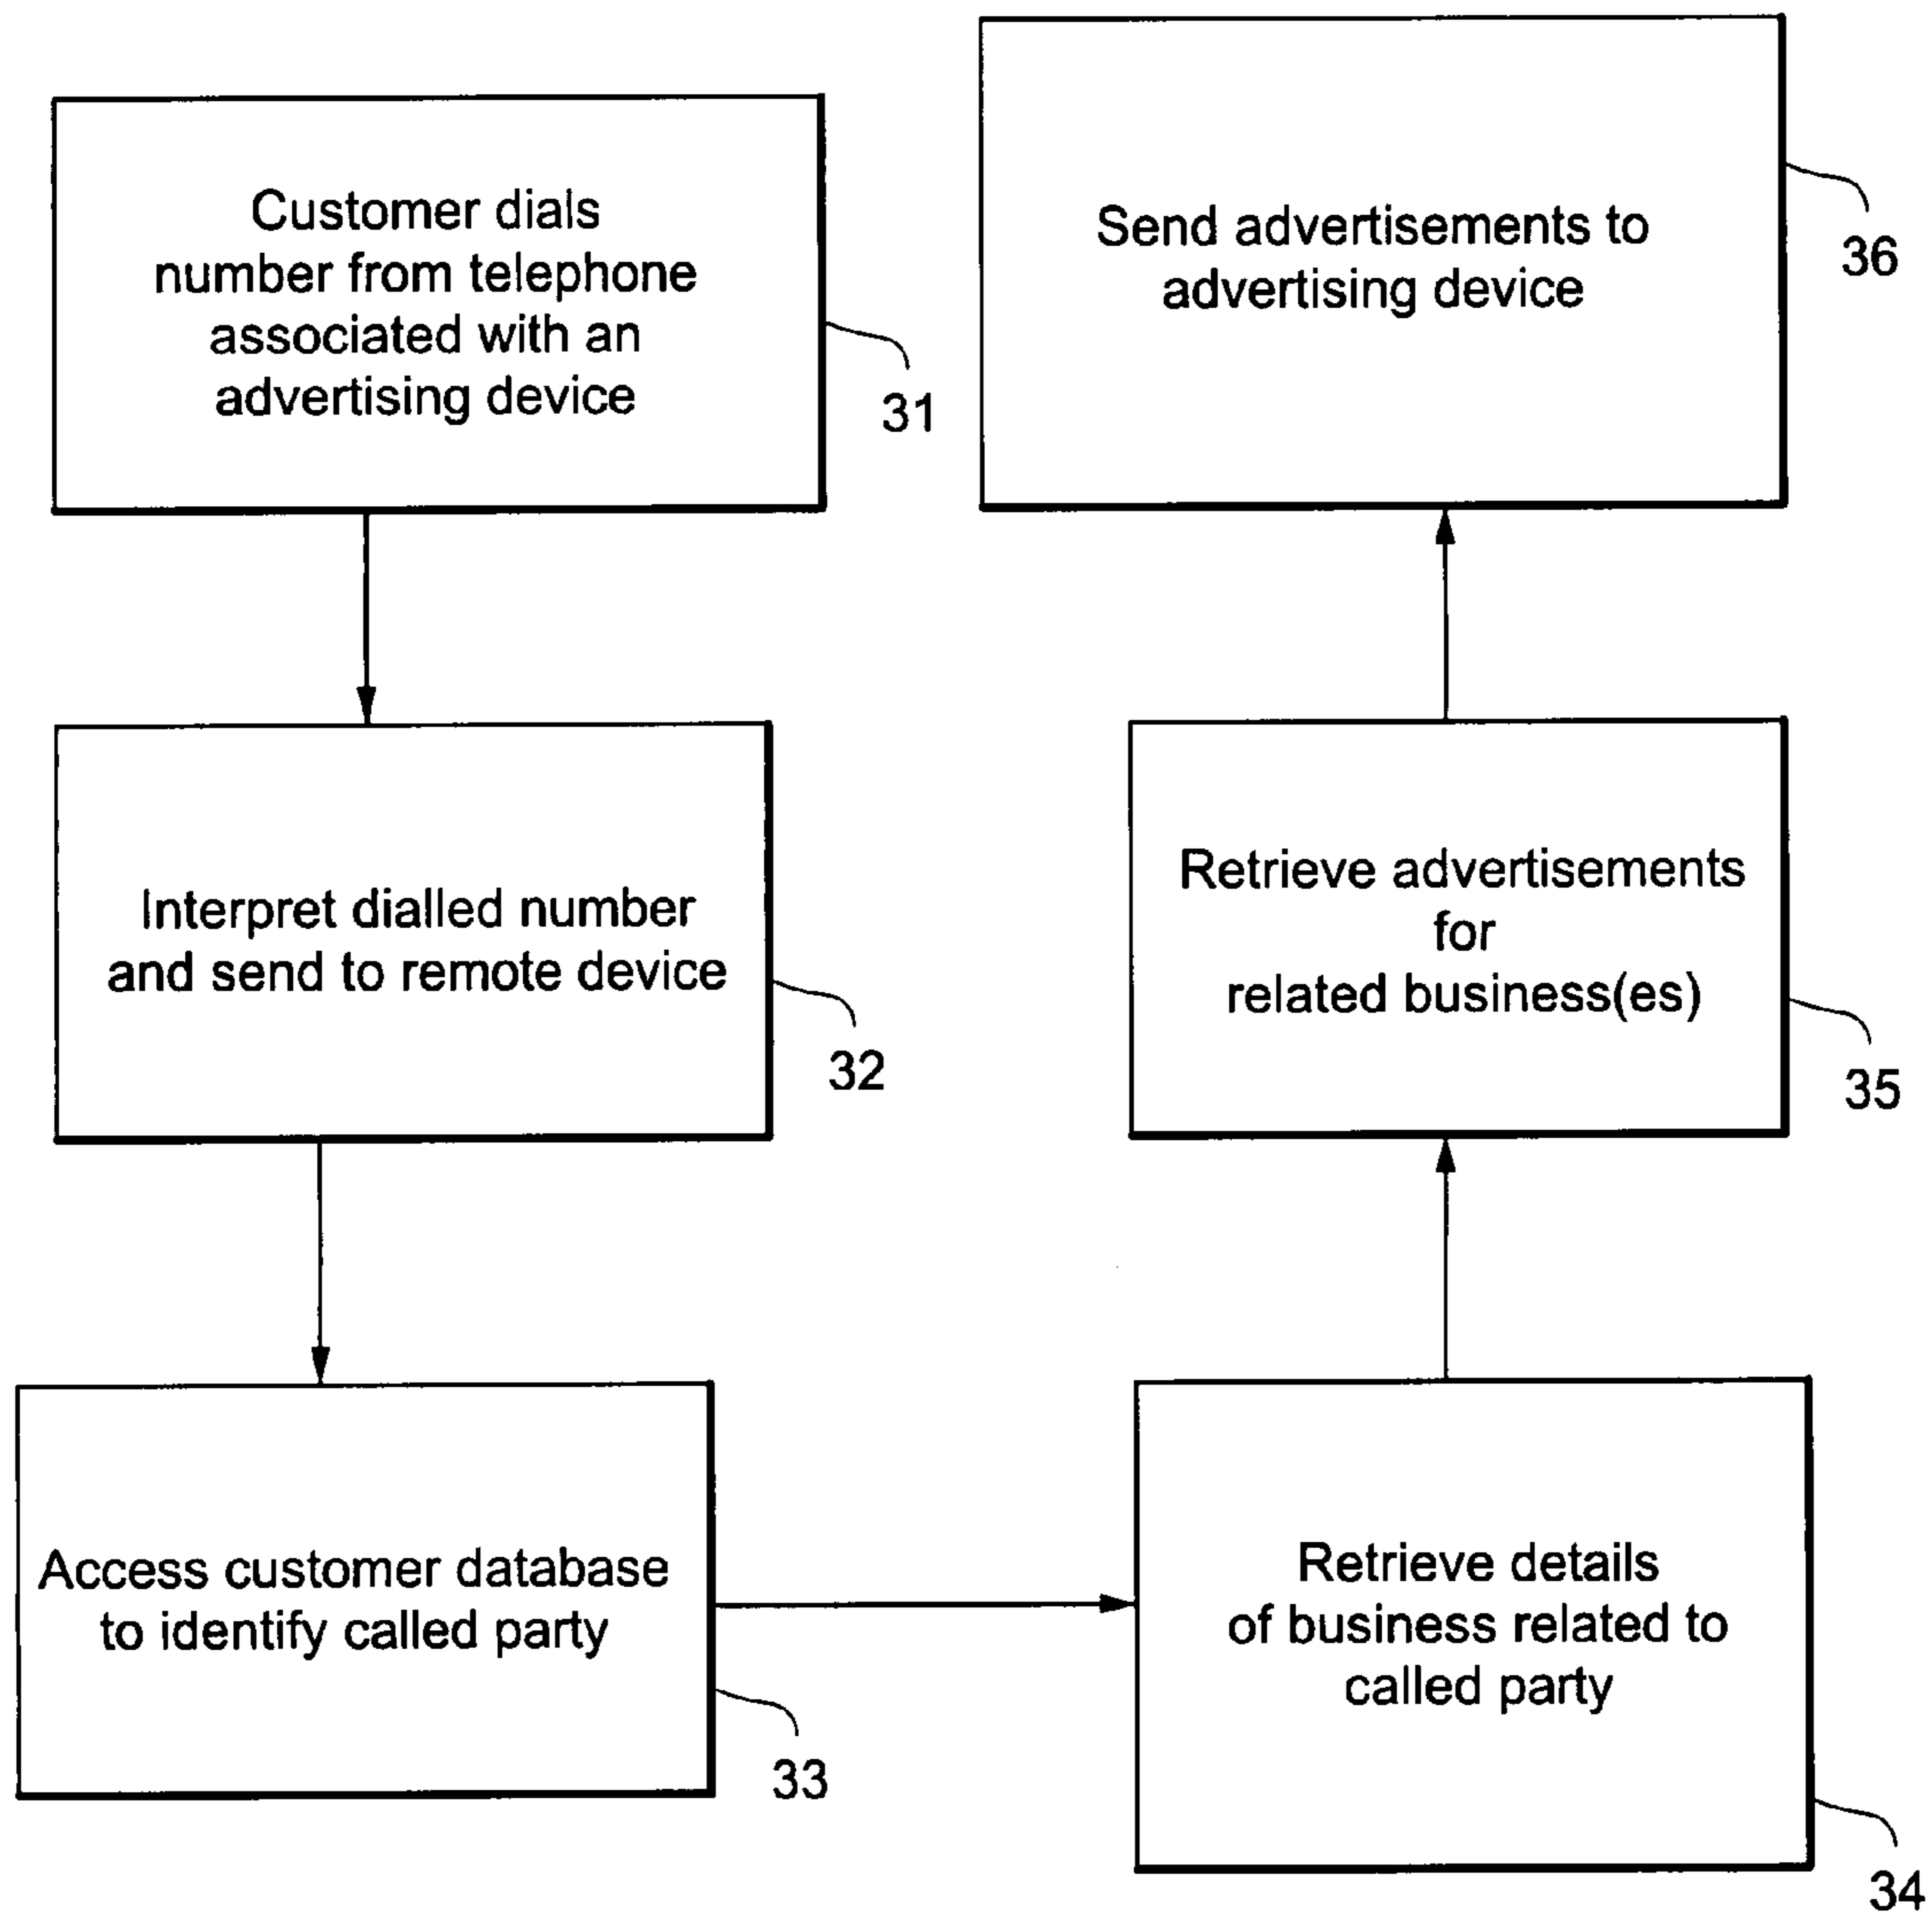 Customer dials
number from telephone
associated with an
advertising device
31
Interpret dialled number
and send to remote device
32
Access customer database
to identify called party
33
Retrieve details
of business related to
called party
34
Retrieve advertisements
for
related business(es)
35
Send advertisements to
advertising device
36